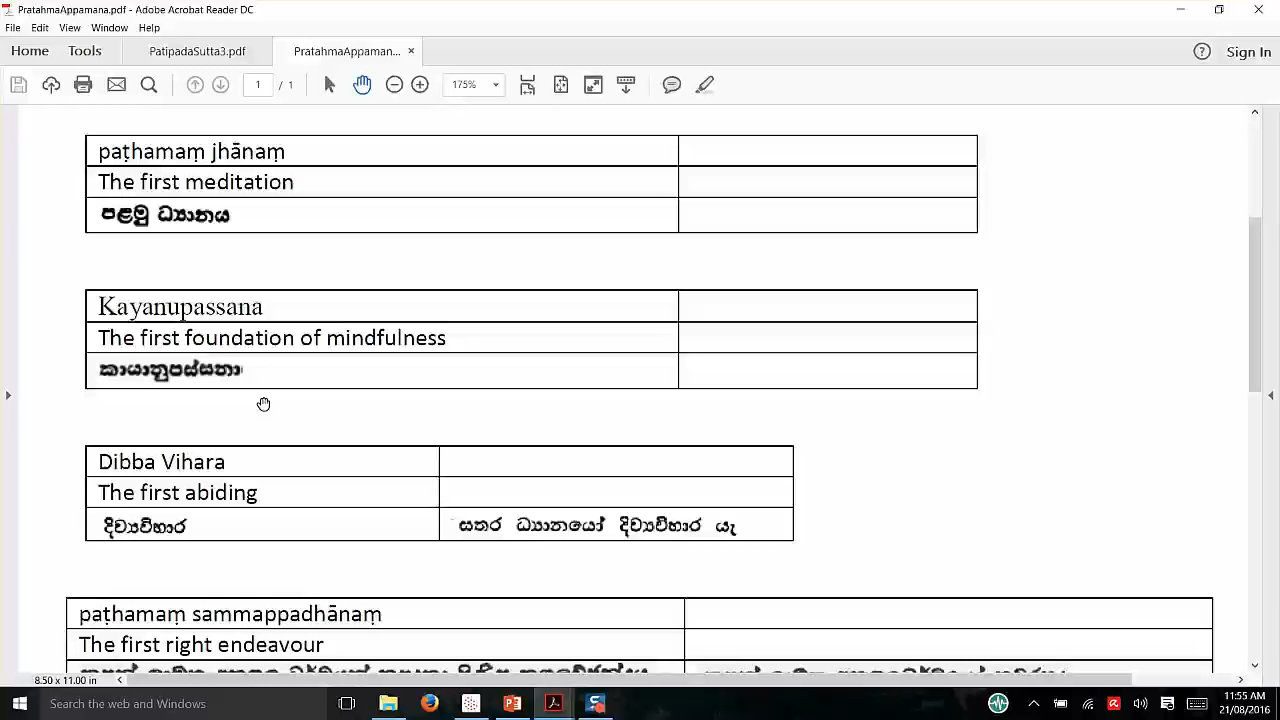 PratahmaAppamana.pdf - Adobe Acrobat Reader DC
File Edit View Window Help
Home Tools PatipadaSutta3.pdf PratahmaAppaman... × Sign In
1 / 1 175%
paṭhamaṃ jhānaṃ
The first meditation
පළමු ධ්‍යානය
Kayanupassana
The first foundation of mindfulness
කායානුපස්සනා
Dibba Vihara
The first abiding
දිව්‍යවිහාර සතර ධ්‍යානයෝ දිව්‍යවිහාර යැ
paṭhamaṃ sammappadhānaṃ
The first right endeavour
8.50 x 11.00 in
Search the web and Windows
11:55 AM
21/08/2016